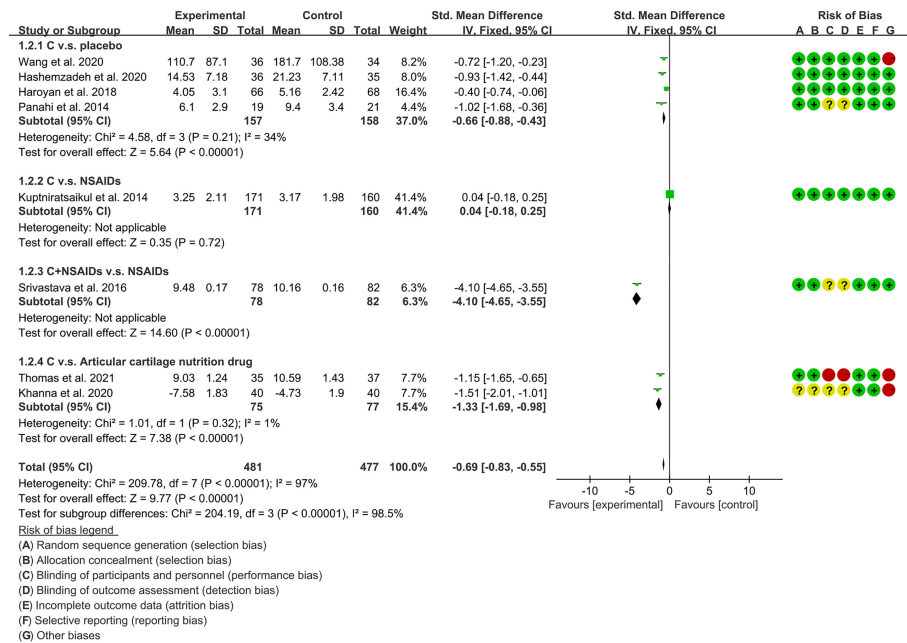 Experimental Control Std. Mean Difference Std. Mean Difference Risk of Bias
Study or Subgroup Mean SD Total Mean SD Total Weight IV. Fixed. 95% CI IV. Fixed. 95% CI A B C D E F G
1.2.1 C v.s. placebo
Wang et al. 2020 110.7 87.1 36 181.7 108.38 34 8.2% -0.72 [-1.20, -0.23] + + + + + + -
Hashemzadeh et al. 2020 14.53 7.18 36 21.23 7.11 35 8.0% -0.93 [-1.42, -0.44] + + + + + + +
Haroyan et al. 2018 4.05 3.1 66 5.16 2.42 68 16.4% -0.40 [-0.74, -0.06] + + + + + + +
Panahi et al. 2014 6.1 2.9 19 9.4 3.4 21 4.4% -1.02 [-1.68, -0.36] + + ? ? + + +
Subtotal (95% CI) 157 158 37.0% -0.66 [-0.88, -0.43]
Heterogeneity: Chi² = 4.58, df = 3 (P = 0.21); I² = 34%
Test for overall effect: Z = 5.64 (P < 0.00001)
1.2.2 C v.s. NSAIDs
Kuptniratsaikul et al. 2014 3.25 2.11 171 3.17 1.98 160 41.4% 0.04 [-0.18, 0.25] + + + + + + +
Subtotal (95% CI) 171 160 41.4% 0.04 [-0.18, 0.25]
Heterogeneity: Not applicable
Test for overall effect: Z = 0.35 (P = 0.72)
1.2.3 C+NSAIDs v.s. NSAIDs
Srivastava et al. 2016 9.48 0.17 78 10.16 0.16 82 6.3% -4.10 [-4.65, -3.55] + + ? ? + + +
Subtotal (95% CI) 78 82 6.3% -4.10 [-4.65, -3.55]
Heterogeneity: Not applicable
Test for overall effect: Z = 14.60 (P < 0.00001)
1.2.4 C v.s. Articular cartilage nutrition drug
Thomas et al. 2021 9.03 1.24 35 10.59 1.43 37 7.7% -1.15 [-1.65, -0.65] + + - - + + -
Khanna et al. 2020 -7.58 1.83 40 -4.73 1.9 40 7.7% -1.51 [-2.01, -1.01] ? ? ? ? + + -
Subtotal (95% CI) 75 77 15.4% -1.33 [-1.69, -0.98]
Heterogeneity: Chi² = 1.01, df = 1 (P = 0.32); I² = 1%
Test for overall effect: Z = 7.38 (P < 0.00001)
Total (95% CI) 481 477 100.0% -0.69 [-0.83, -0.55]
Heterogeneity: Chi² = 209.78, df = 7 (P < 0.00001); I² = 97%
Test for overall effect: Z = 9.77 (P < 0.00001)
Test for subgroup differences: Chi² = 204.19, df = 3 (P < 0.00001), I² = 98.5%
-10 -5 0 5 10
Favours [experimental] Favours [control]
Risk of bias legend
(A) Random sequence generation (selection bias)
(B) Allocation concealment (selection bias)
(C) Blinding of participants and personnel (performance bias)
(D) Blinding of outcome assessment (detection bias)
(E) Incomplete outcome data (attrition bias)
(F) Selective reporting (reporting bias)
(G) Other biases